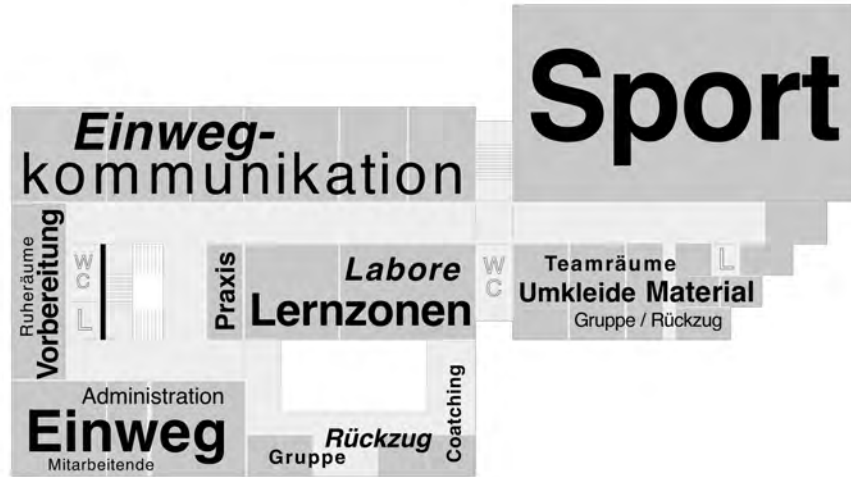 Sport
Einweg-
kommunikation
Ruheräume
Vorbereitung
WC
L
Praxis
Labore
Lernzonen
WC
Teamräume
L
Umkleide Material
Gruppe / Rückzug
Administration
Einweg
Mitarbeitende
Rückzug
Gruppe
Coatching